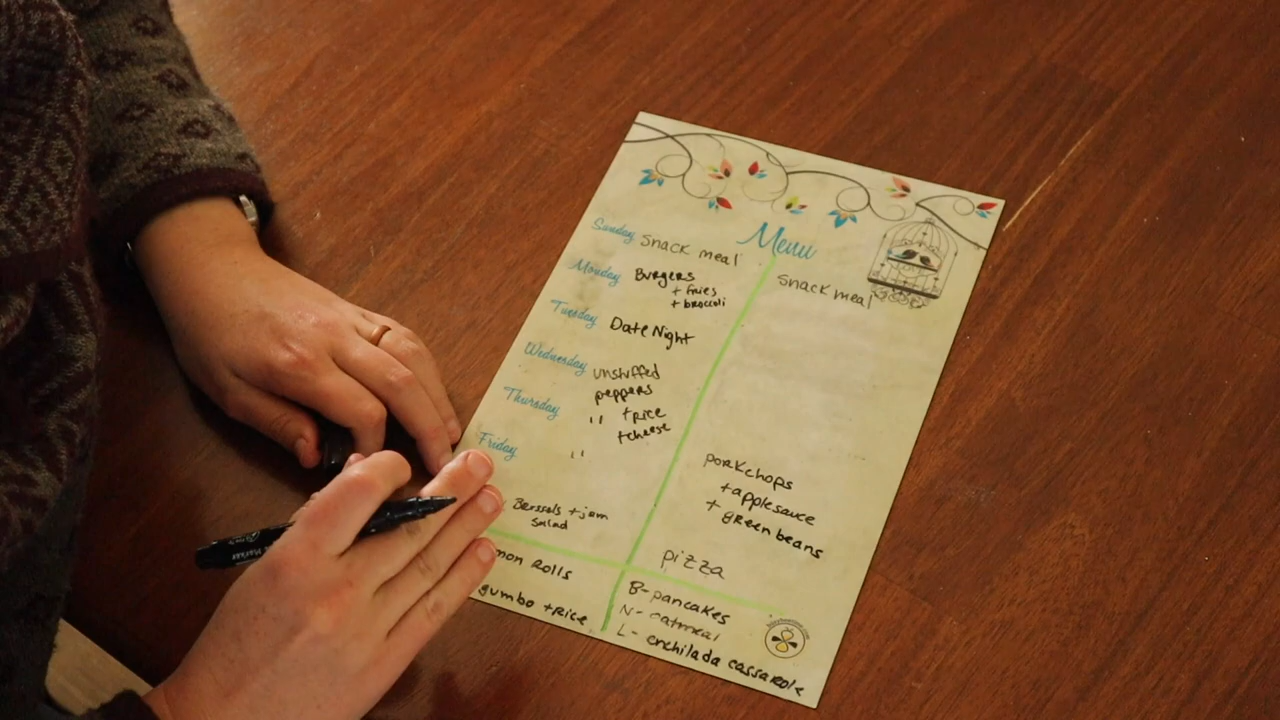 Menu
Sunday snack meal
Monday Burgers
+ fries
+ broccoli
Tuesday Date Night
Wednesday unstuffed
peppers
Thursday " + rice
+ cheese
Friday "
+ jam
salad
mon Rolls
gumbo + rice
snack meal
porkchops
+ applesauce
+ green beans
pizza
B- pancakes
N- oatmeal
L- enchilada cassarole